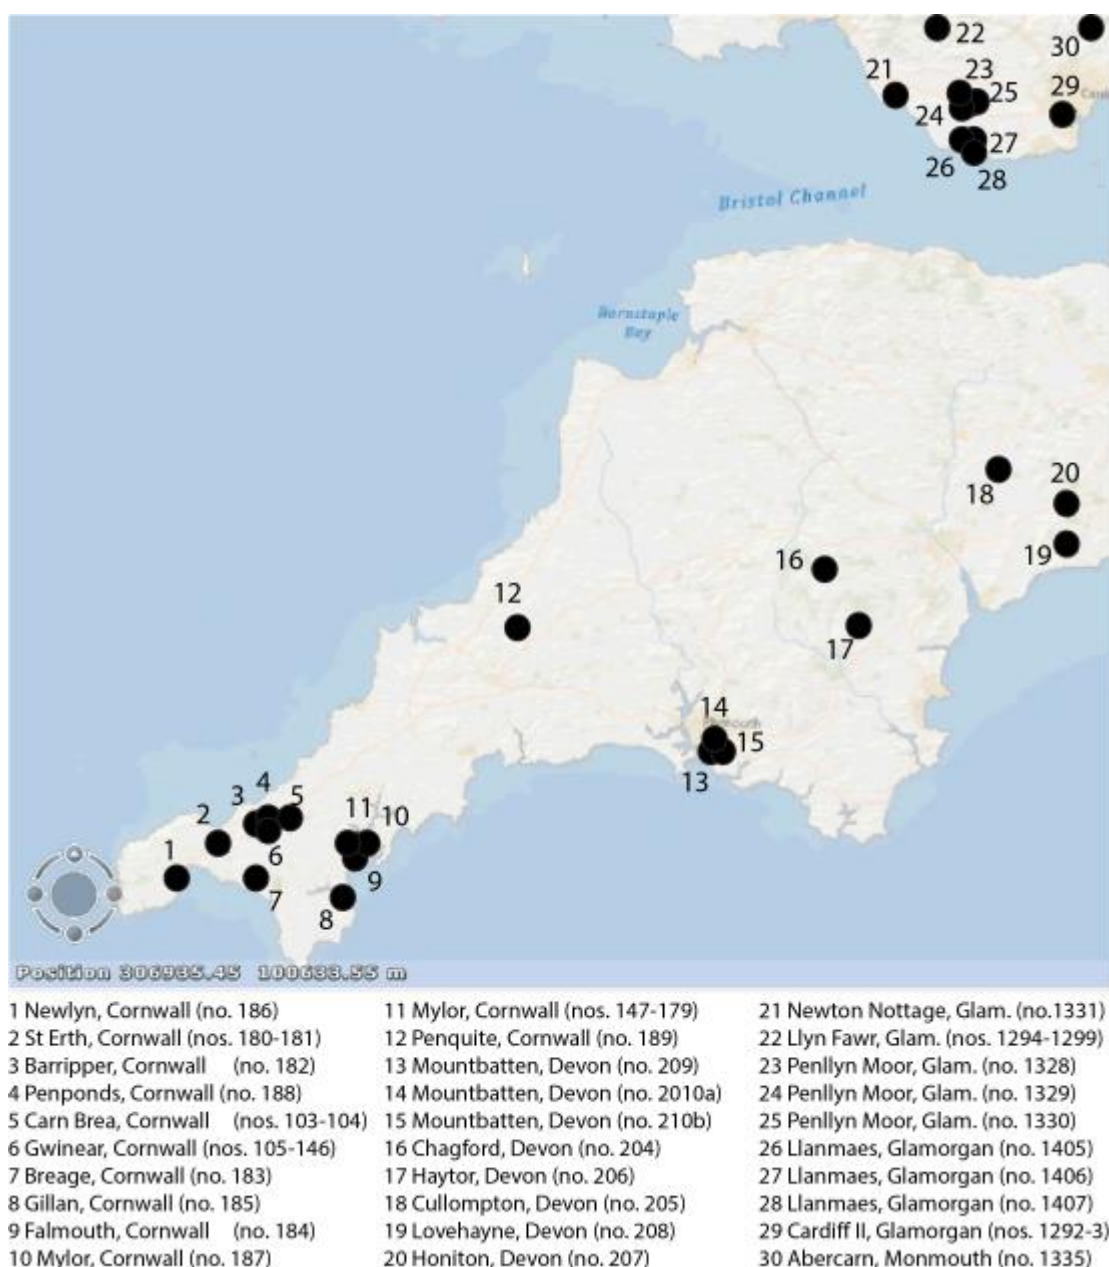 22
30
21
23
25
29
24
27
26
28
Bristol Channel
Barnstaple
Bay
20
18
16
19
12
17
14
15
13
4
3
5
11
10
2
1
6
9
7
8
Position 306935.45 100633.55 m
1 Newlyn, Cornwall (no. 186)
2 St Erth, Cornwall (nos. 180-181)
3 Barripper, Cornwall (no. 182)
4 Penponds, Cornwall (no. 188)
5 Carn Brea, Cornwall (nos. 103-104)
6 Gwinear, Cornwall (nos. 105-146)
7 Breage, Cornwall (no. 183)
8 Gillan, Cornwall (no. 185)
9 Falmouth, Cornwall (no. 184)
10 Mylor, Cornwall (no. 187)
11 Mylor, Cornwall (nos. 147-179)
12 Penquite, Cornwall (no. 189)
13 Mountbatten, Devon (no. 209)
14 Mountbatten, Devon (no. 2010a)
15 Mountbatten, Devon (no. 210b)
16 Chagford, Devon (no. 204)
17 Haytor, Devon (no. 206)
18 Cullompton, Devon (no. 205)
19 Lovehayne, Devon (no. 208)
20 Honiton, Devon (no. 207)
21 Newton Nottage, Glam. (no.1331)
22 Llyn Fawr, Glam. (nos. 1294-1299)
23 Penllyn Moor, Glam. (no. 1328)
24 Penllyn Moor, Glam. (no. 1329)
25 Penllyn Moor, Glam. (no. 1330)
26 Llanmaes, Glamorgan (no. 1405)
27 Llanmaes, Glamorgan (no. 1406)
28 Llanmaes, Glamorgan (no. 1407)
29 Cardiff II, Glamorgan (nos. 1292-3)
30 Abercarn, Monmouth (no. 1335)